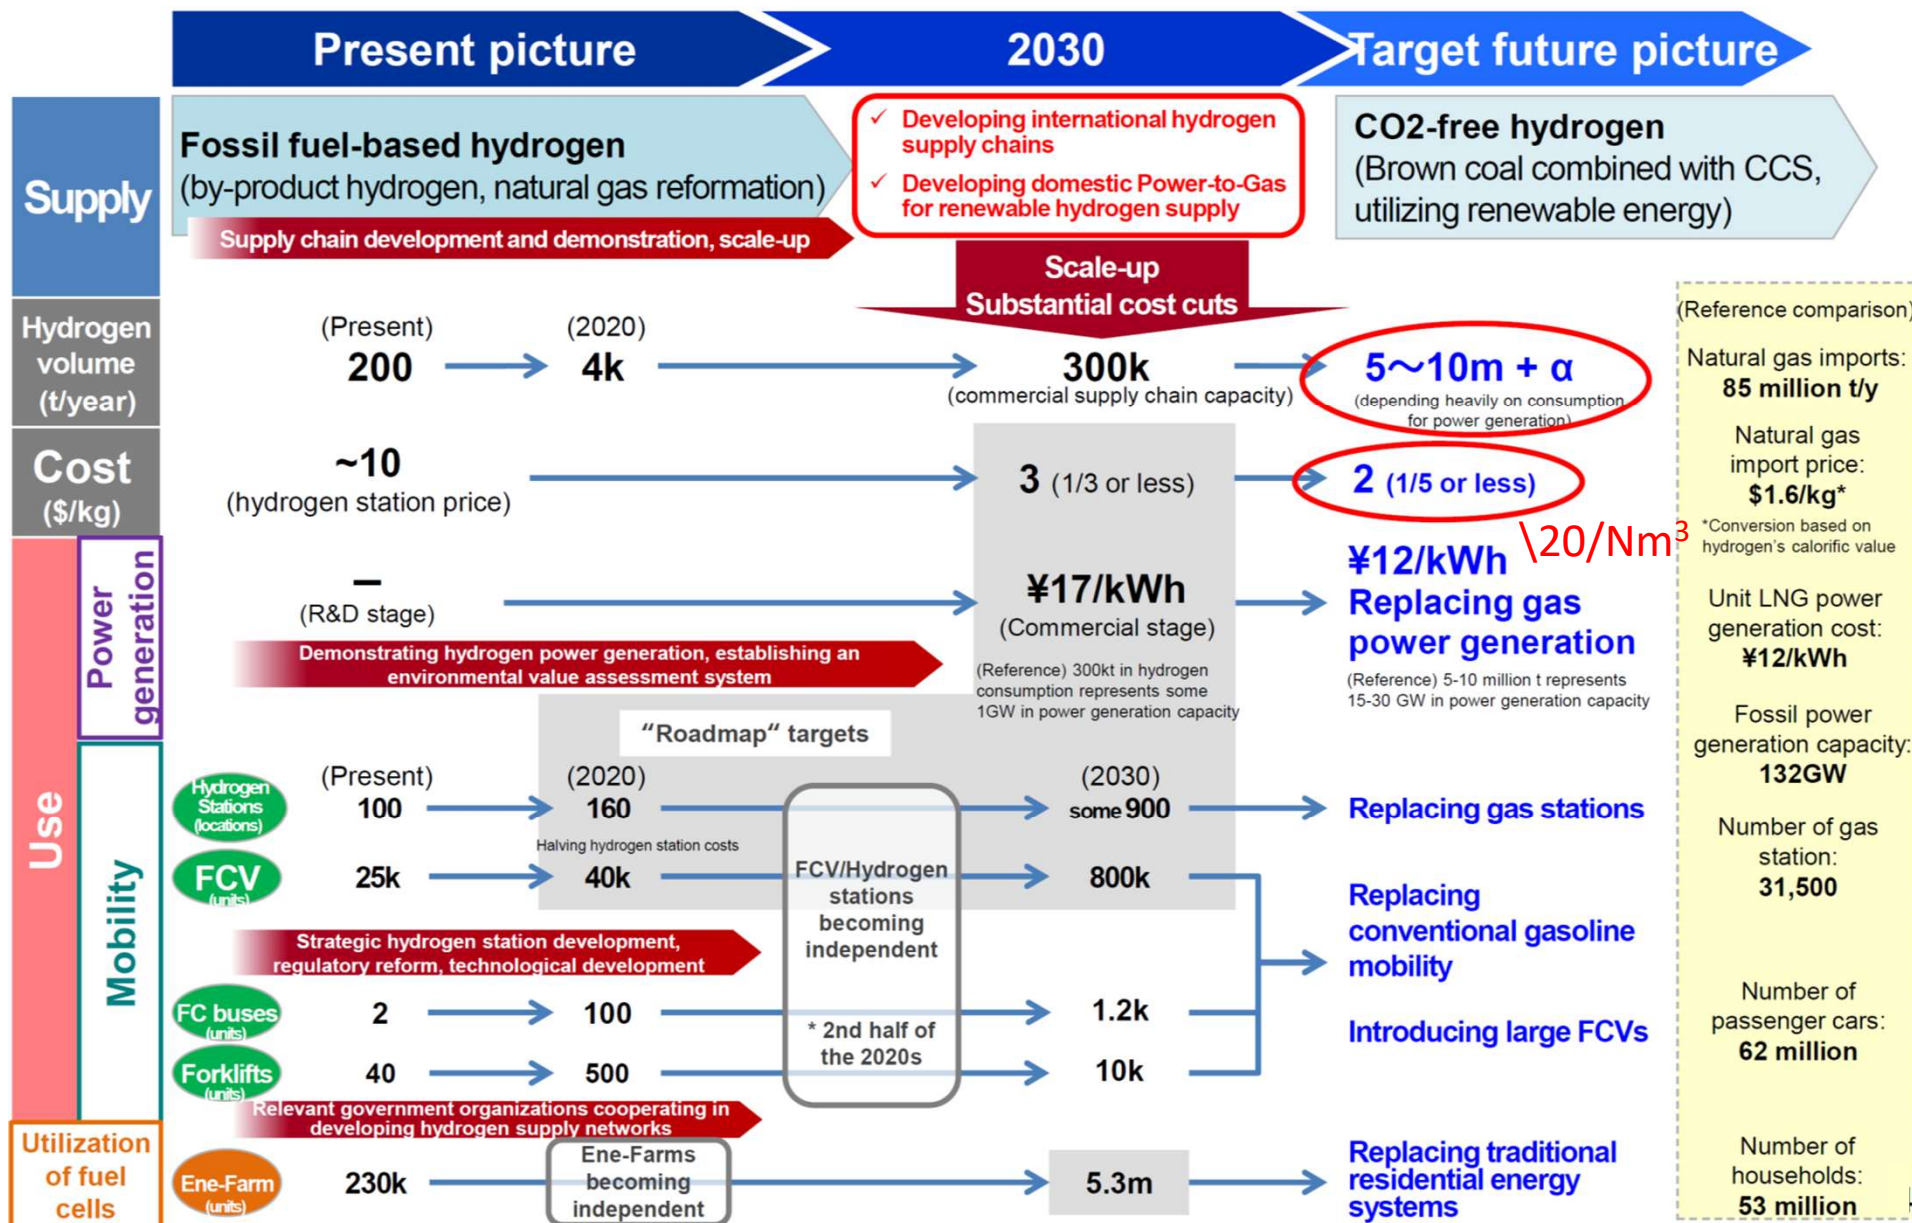 Present picture
2030
Target future picture
Supply
Fossil fuel-based hydrogen
(by-product hydrogen, natural gas reformation)
Supply chain development and demonstration, scale-up
✓ Developing international hydrogen
supply chains
✓ Developing domestic Power-to-Gas
for renewable hydrogen supply
CO2-free hydrogen
(Brown coal combined with CCS,
utilizing renewable energy)
Scale-up
Substantial cost cuts
Hydrogen
volume
(t/year)
(Present)
200
(2020)
4k
300k
(commercial supply chain capacity)
5～10m + α
(depending heavily on consumption
for power generation)
Cost
($/kg)
~10
(hydrogen station price)
3 (1/3 or less)
2 (1/5 or less)
\20/Nm³
Use
Power
generation
–
(R&D stage)
¥17/kWh
(Commercial stage)
(Reference) 300kt in hydrogen
consumption represents some
1GW in power generation capacity
¥12/kWh
Replacing gas
power generation
(Reference) 5-10 million t represents
15-30 GW in power generation capacity
Demonstrating hydrogen power generation, establishing an
environmental value assessment system
"Roadmap" targets
Mobility
Hydrogen
Stations
(locations)
(Present)
100
(2020)
160
Halving hydrogen station costs
(2030)
some 900
Replacing gas stations
FCV
(units)
25k
40k
800k
FCV/Hydrogen
stations
becoming
independent
* 2nd half of
the 2020s
Replacing
conventional gasoline
mobility
Strategic hydrogen station development,
regulatory reform, technological development
FC buses
(units)
2
100
1.2k
Introducing large FCVs
Forklifts
(units)
40
500
10k
Relevant government organizations cooperating in
developing hydrogen supply networks
Utilization
of fuel
cells
Ene-Farm
(units)
230k
Ene-Farms
becoming
independent
5.3m
Replacing traditional
residential energy
systems
(Reference comparison)
Natural gas imports:
85 million t/y
Natural gas
import price:
$1.6/kg*
*Conversion based on
hydrogen's calorific value
Unit LNG power
generation cost:
¥12/kWh
Fossil power
generation capacity:
132GW
Number of gas
station:
31,500
Number of
passenger cars:
62 million
Number of
households:
53 million